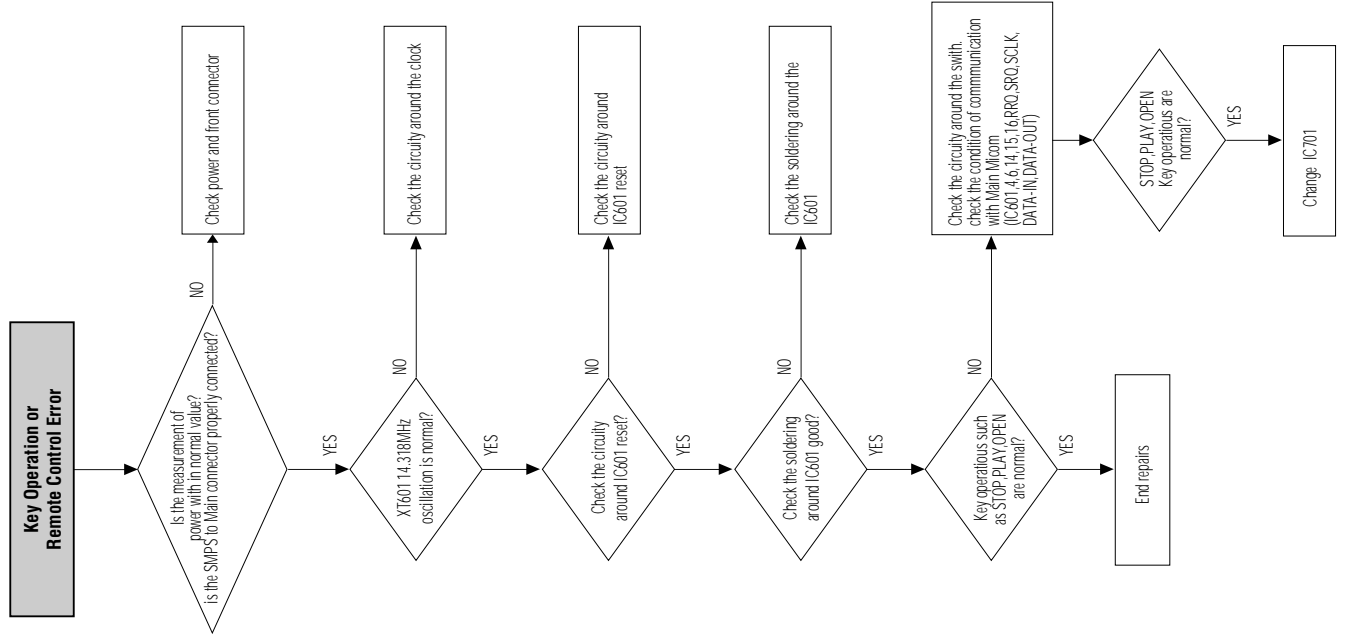 Key Operation or
Remote Control Error
Is the measurement of
power with in normal value?
is the SMPS to Main connector properly connected?
NO
Check power and front connector
YES
XT601 14.318MHz
oscillation is normal?
NO
Check the circuity around the clock
YES
Check the circuity
around IC601 reset?
NO
Check the circuity around
IC601 reset
YES
Check the soldering
around IC601 good?
NO
Check the soldering around the
IC601
YES
Key operatious such
as STOP,PLAY,OPEN
are normal?
NO
Check the circuity around the swith.
check the condition of commmunication
with Main Micom
(IC601,4,6,14,15,16,RRQ,SRQ,SCLK,
DATA-IN,DATA-OUT)
YES
End repairs
STOP,PLAY,OPEN
Key operatious are
normal?
YES
Change IC701